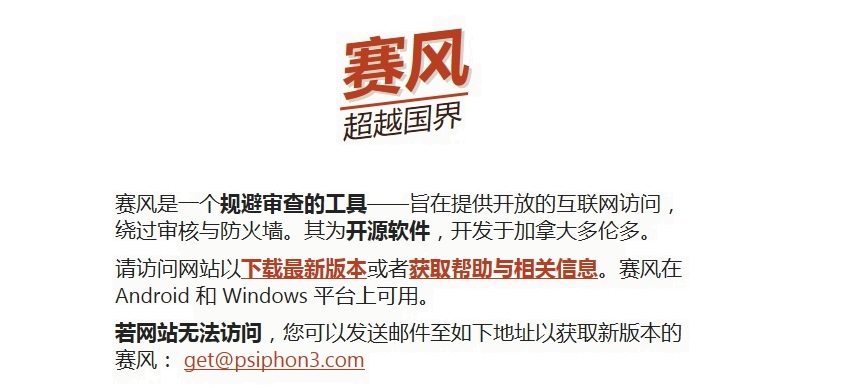 赛风
超越国界
赛风是一个规避审查的工具——旨在提供开放的互联网访问，
绕过审核与防火墙。其为开源软件，开发于加拿大多伦多。
请访问网站以下载最新版本或者获取帮助与相关信息。赛风在
Android 和 Windows 平台上可用。
若网站无法访问，您可以发送邮件至如下地址以获取新版本的
赛风： get@psiphon3.com